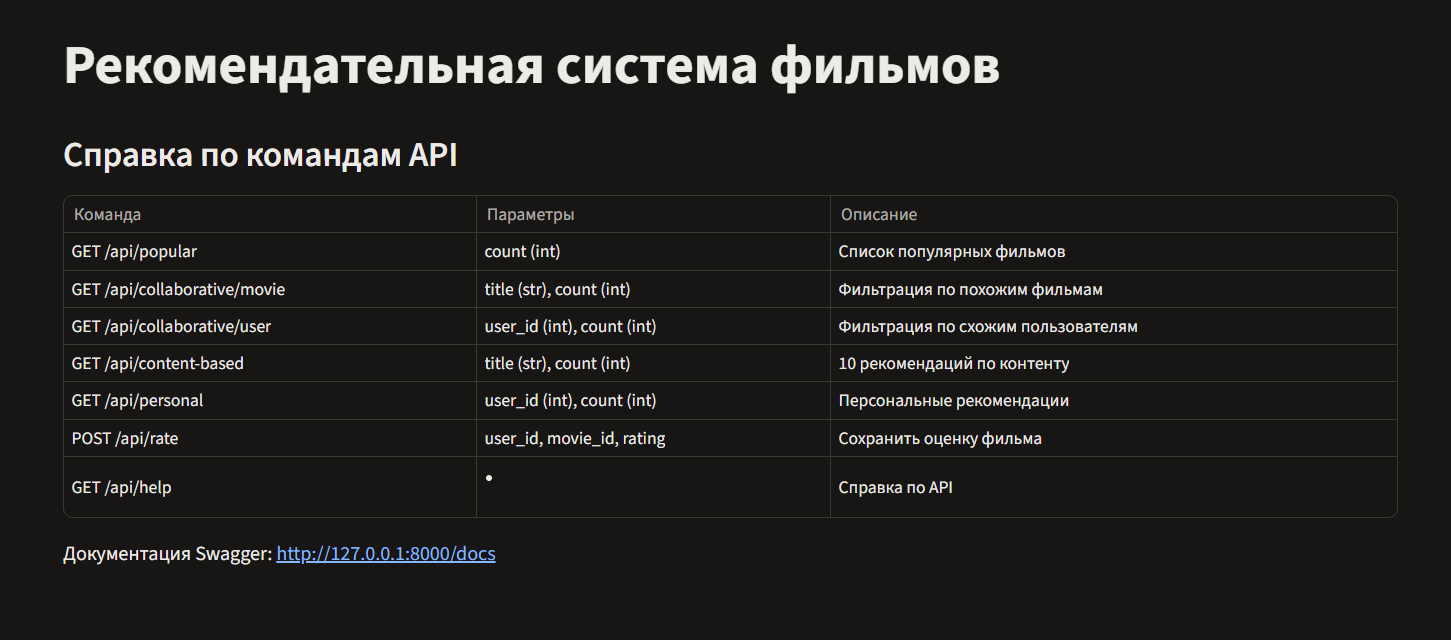 Рекомендательная система фильмов
Справка по командам API
Команда Параметры Описание
GET /api/popular count (int) Список популярных фильмов
GET /api/collaborative/movie title (str), count (int) Фильтрация по похожим фильмам
GET /api/collaborative/user user_id (int), count (int) Фильтрация по схожим пользователям
GET /api/content-based title (str), count (int) 10 рекомендаций по контенту
GET /api/personal user_id (int), count (int) Персональные рекомендации
POST /api/rate user_id, movie_id, rating Сохранить оценку фильма
GET /api/help • Справка по API
Документация Swagger: http://127.0.0.1:8000/docs